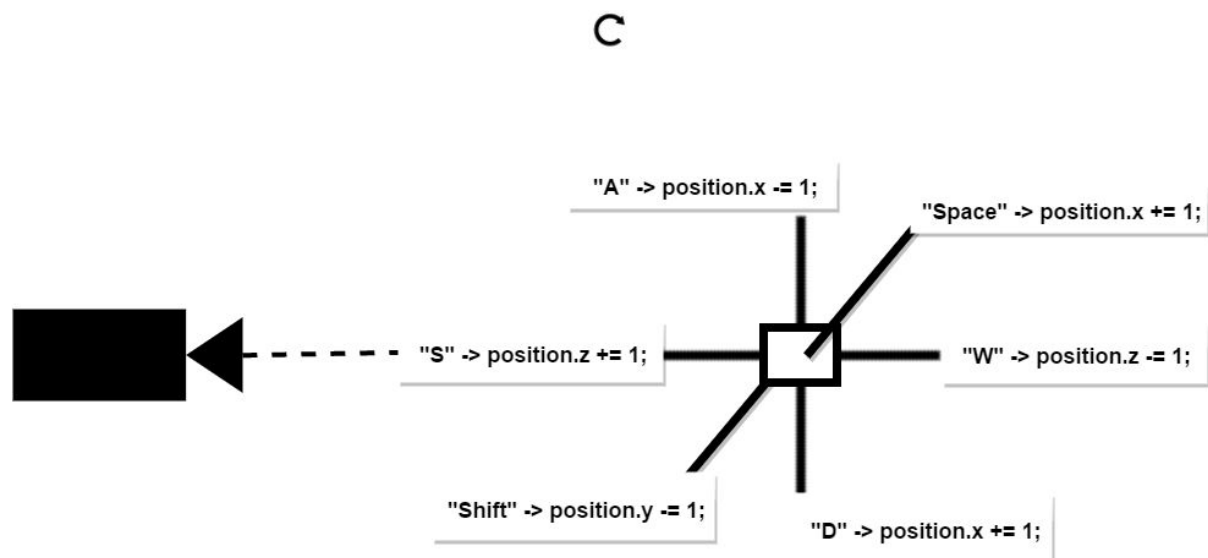 "A" -> position.x -= 1;
"Space" -> position.x += 1;
"S" -> position.z += 1;
"W" -> position.z -= 1;
"Shift" -> position.y -= 1;
"D" -> position.x += 1;